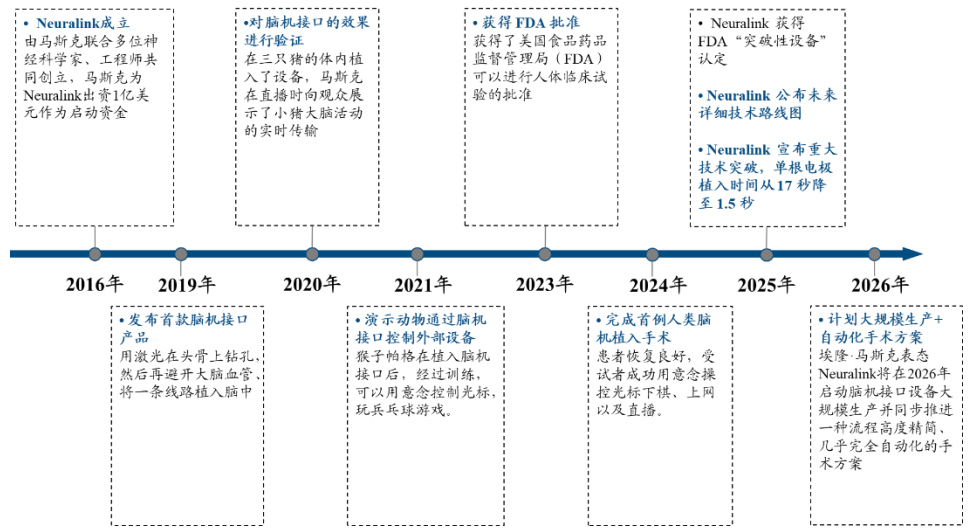 • Neuralink成立
由马斯克联合多位神
经科学家、工程师共
同创立，马斯克为
Neuralink出资1亿美
元作为启动资金
• 对脑机接口的效果
进行验证
在三只猪的体内植
入了设备，马斯克
在直播时向观众展
示了小猪大脑活动
的实时传输
• 获得 FDA 批准
获得了美国食品药品
监督管理局（FDA）
可以进行人体临床试
验的批准
• Neuralink 获得
FDA“突破性设备”
认定
• Neuralink 公布未来
详细技术路线图
• Neuralink 宣布重大
技术突破，单根电极
植入时间从 17 秒降
至 1.5 秒
2016年
2019年
2020年
2021年
2023年
2024年
2025年
2026年
• 发布首款脑机接口
产品
用激光在头骨上钻孔、
然后再避开大脑血管、
将一条线路植入脑中
• 演示动物通过脑机
接口控制外部设备
猴子帕格在植入脑机
接口后，经过训练，
可以用意念控制光标，
玩乒乓球游戏。
• 完成首例人类脑
机植入手术
患者恢复良好，受
试者成功用意念操
控光标下棋、上网
以及直播。
• 计划大规模生产+
自动化手术方案
埃隆·马斯克表态
Neuralink将在2026年
启动脑机接口设备大
规模生产并同步推进
一种流程高度精简、
几乎完全自动化的手
术方案